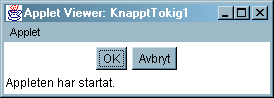 Applet Viewer: KnapptTokig1
Applet
OK Avbryt
Appleten har startat.